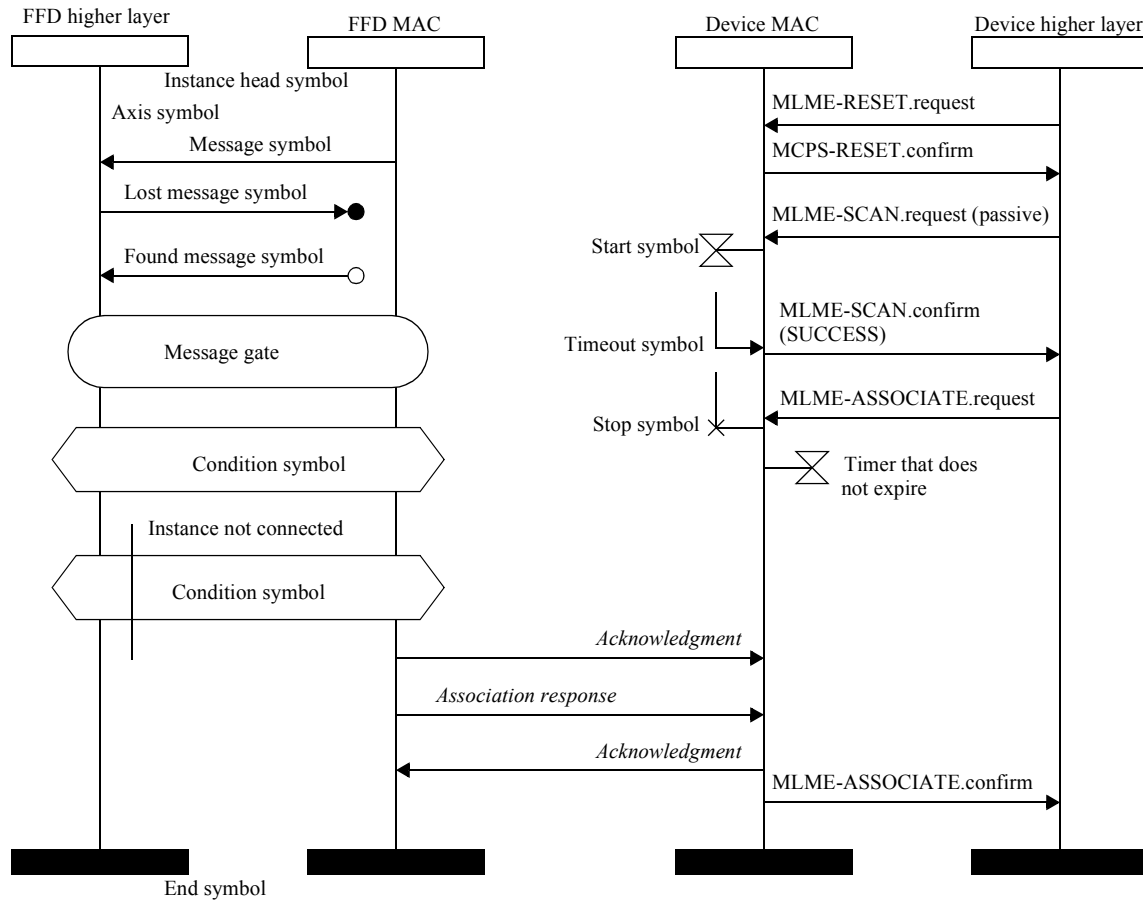 FFD higher layer
FFD MAC
Device MAC
Device higher layer
Instance head symbol
Axis symbol
MLME-RESET.request
Message symbol
MCPS-RESET.confirm
Lost message symbol
MLME-SCAN.request (passive)
Start symbol
Found message symbol
MLME-SCAN.confirm
(SUCCESS)
Timeout symbol
Message gate
MLME-ASSOCIATE.request
Stop symbol
Condition symbol
Timer that does
not expire
Instance not connected
Condition symbol
Acknowledgment
Association response
Acknowledgment
MLME-ASSOCIATE.confirm
End symbol